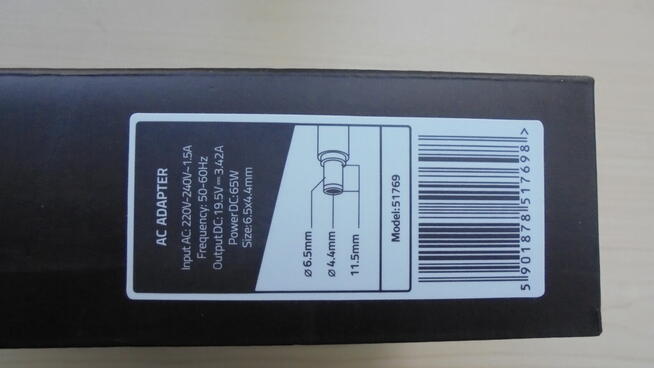 AC ADAPTER
Input AC: 220V-240V~1.5A
Frequency: 50-60Hz
OutputDC: 19.5V⎓3.42A
PowerDC: 65W
Size: 6.5x4.4mm
⌀ 6.5mm
⌀ 4.4mm
11.5mm
Model: 51769
5 901878 517698 >